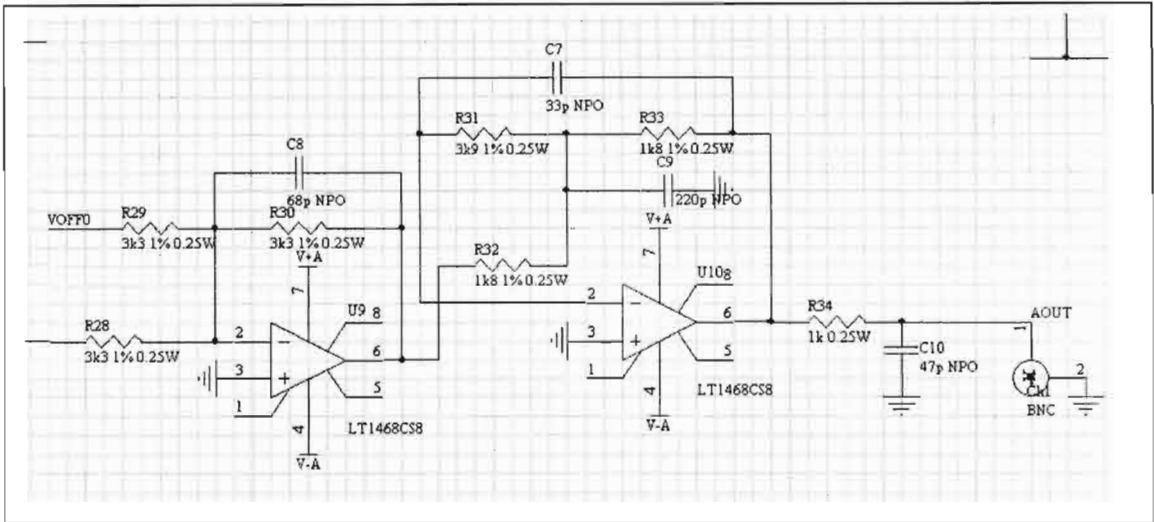 C7
33p NPO
R31
3k9 1% 0.25W
R33
1k8 1% 0.25W
C8
68p NPO
C9
220p NPO
VOFF0
R29
3k3 1% 0.25W
R30
3k3 1% 0.25W
V+A
7
V+A
7
R32
1k8 1% 0.25W
U9
8
U10
8
R28
3k3 1% 0.25W
2
3
1
6
5
4
LT1468CS8
V-A
2
3
1
6
5
4
LT1468CS8
V-A
R34
1k 0.25W
C10
47p NPO
AOUT
1
2
Ch1
BNC